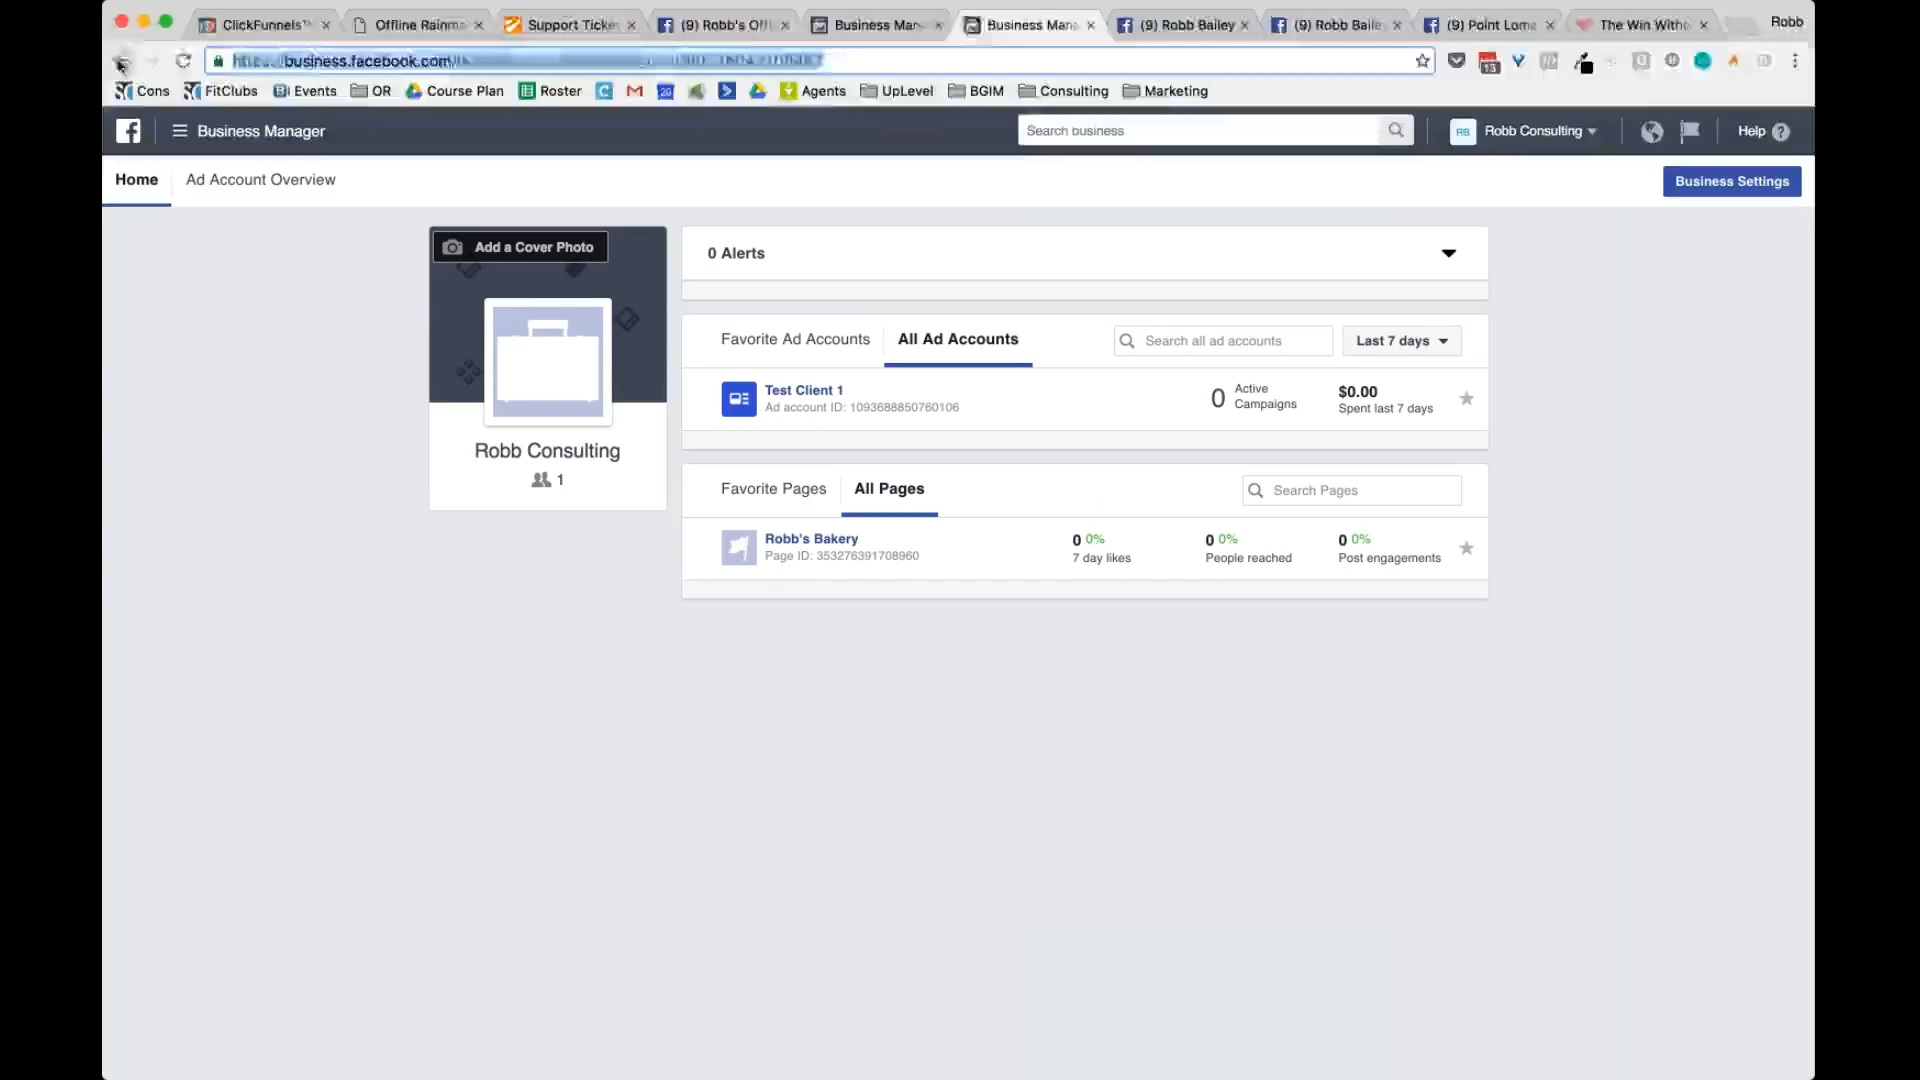 ClickFunnels™
Offline Rainma
Support Ticke
(9) Robb's Offl
Business Man
Business Mana
(9) Robb Bailey
(9) Robb Baile
(9) Point Loma
The Win Witho
Robb
business.facebook.com
13
Cons
FitClubs
Events
OR
Course Plan
Roster
Agents
UpLevel
BGIM
Consulting
Marketing
Business Manager
Search business
RB
Robb Consulting
Help
Home
Ad Account Overview
Business Settings
Add a Cover Photo
Robb Consulting
1
0 Alerts
Favorite Ad Accounts
All Ad Accounts
Search all ad accounts
Last 7 days
Test Client 1
Ad account ID: 1093688850760106
0
Active
Campaigns
$0.00
Spent last 7 days
Favorite Pages
All Pages
Search Pages
Robb's Bakery
Page ID: 353276391708960
0 0%
7 day likes
0 0%
People reached
0 0%
Post engagements